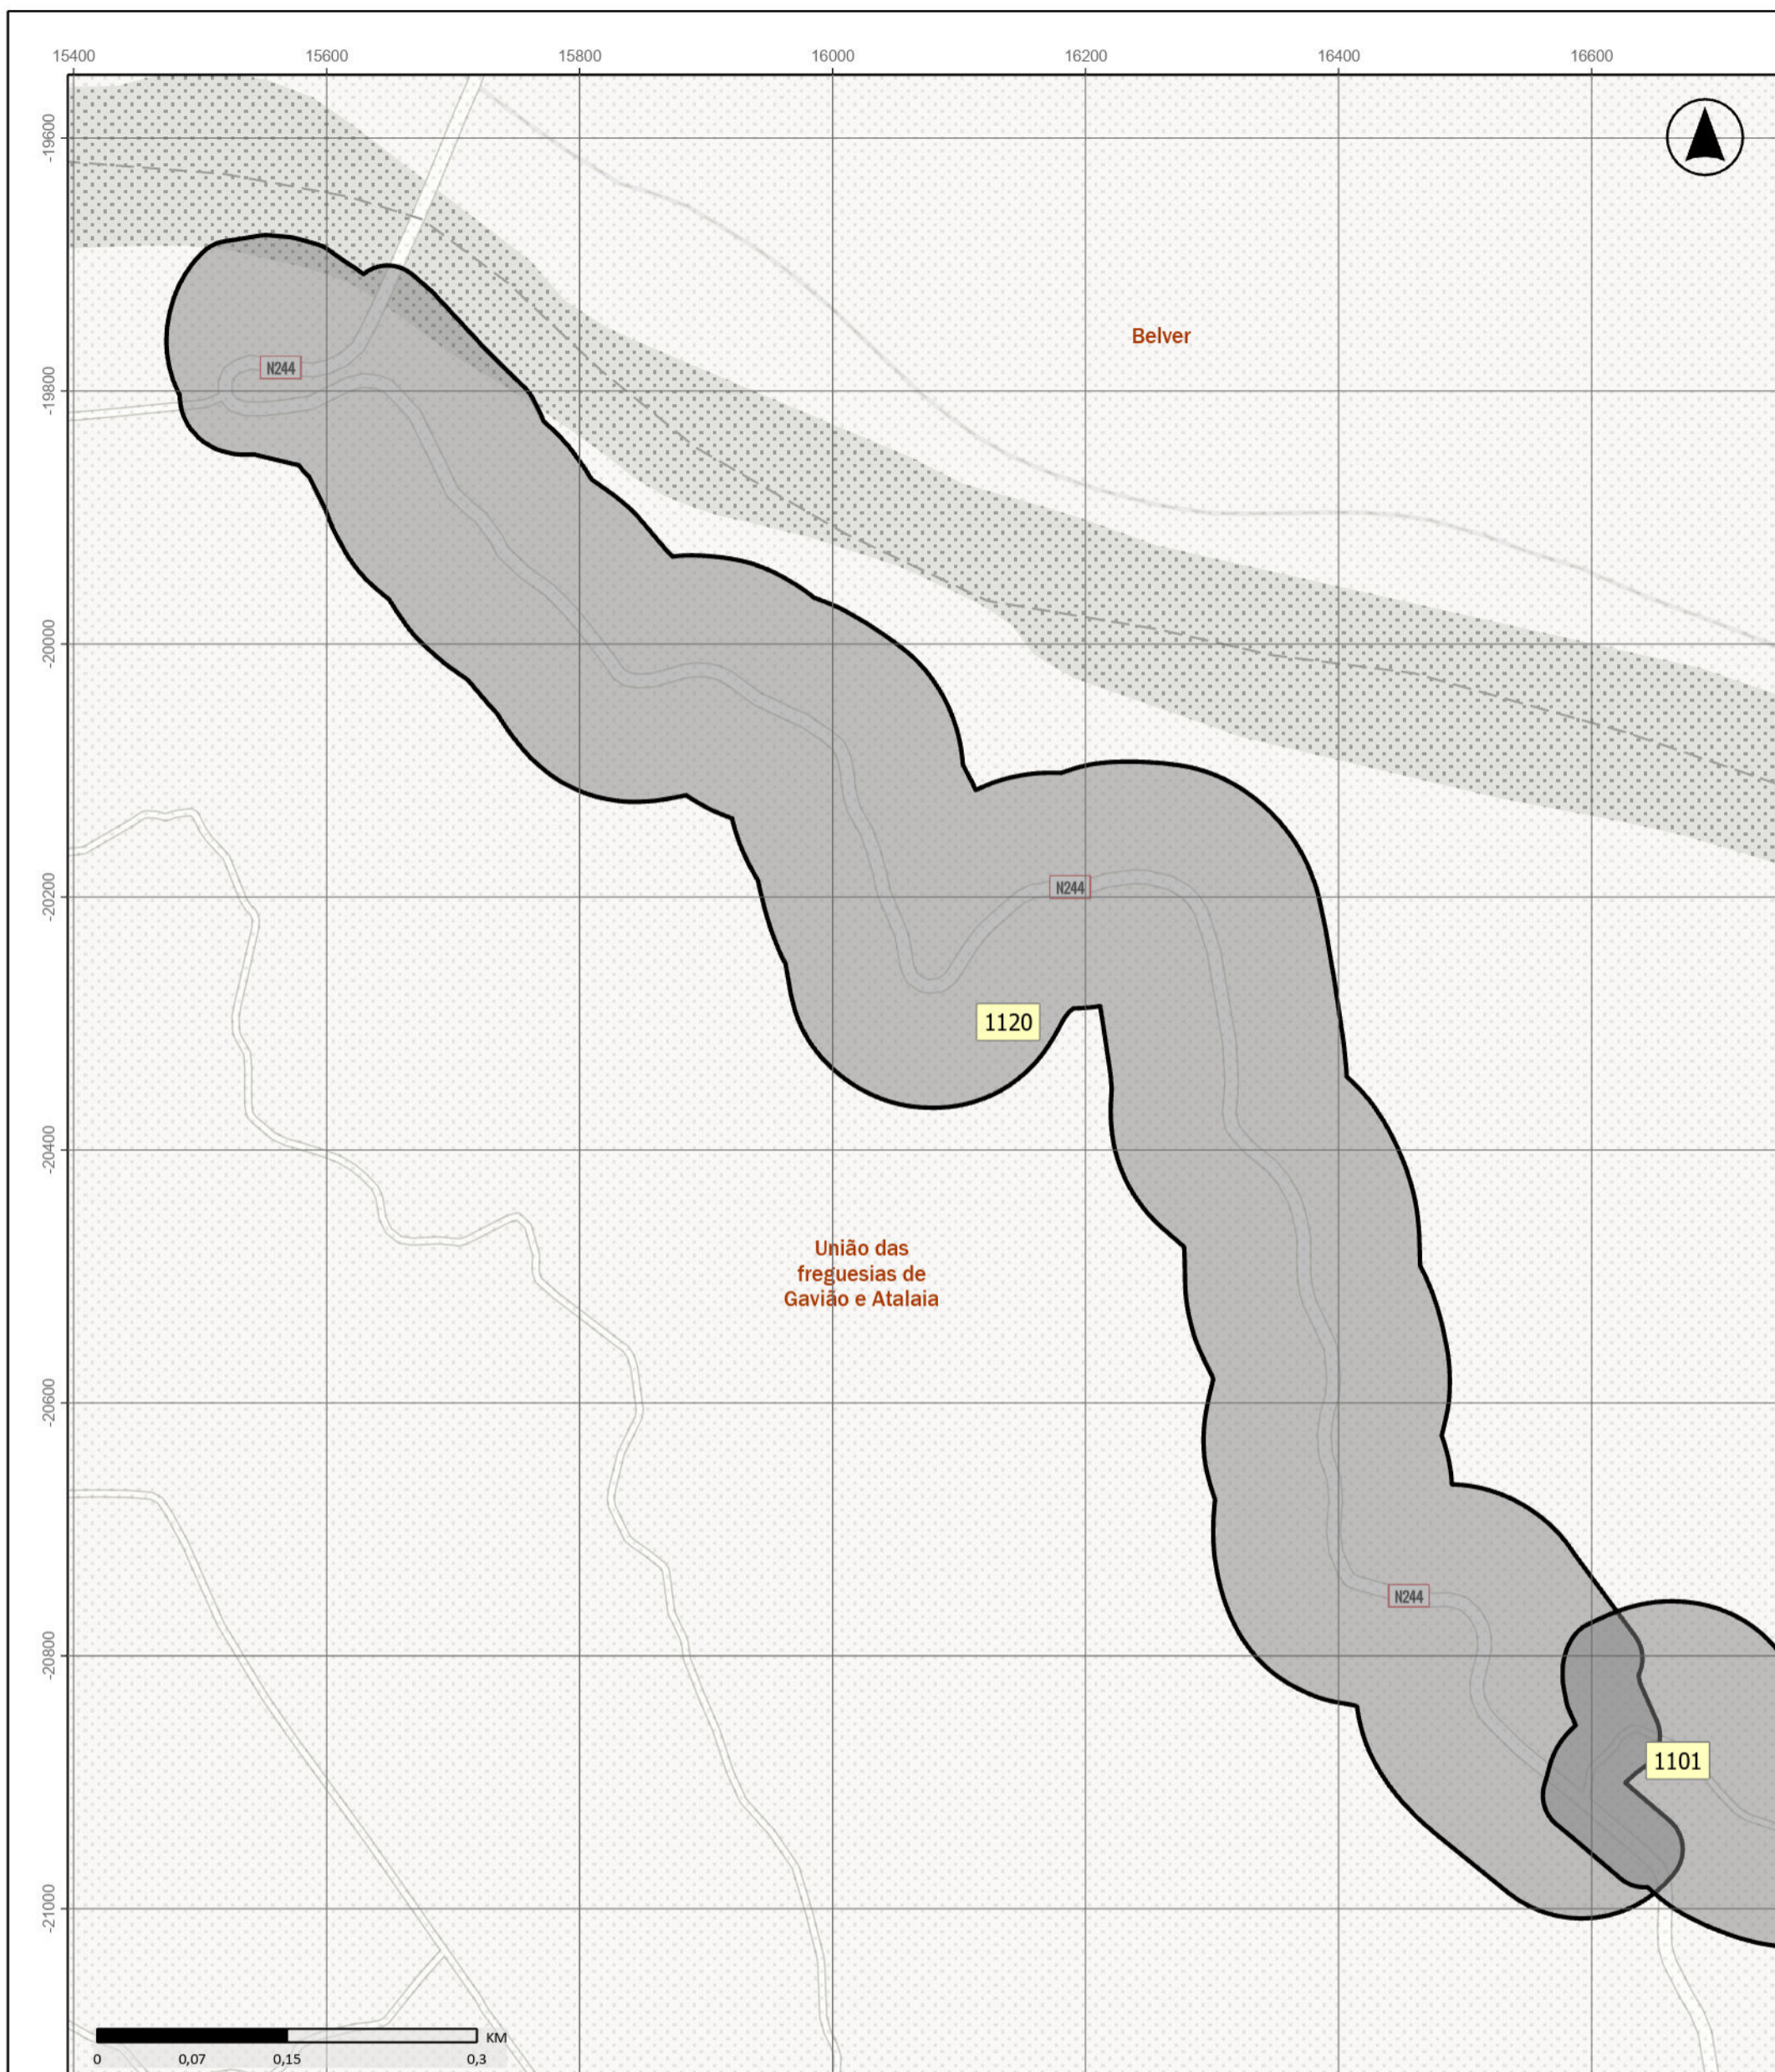 15400 15600 15800 16000 16200 16400 16600
-19600
Belver
N244
-19800
-20000
N244
-20200
1120
-20400
União das
freguesias de
Gavião e Atalaia
-20600
N244
-20800
1101
-21000
KM
0 0,07 0,15 0,3